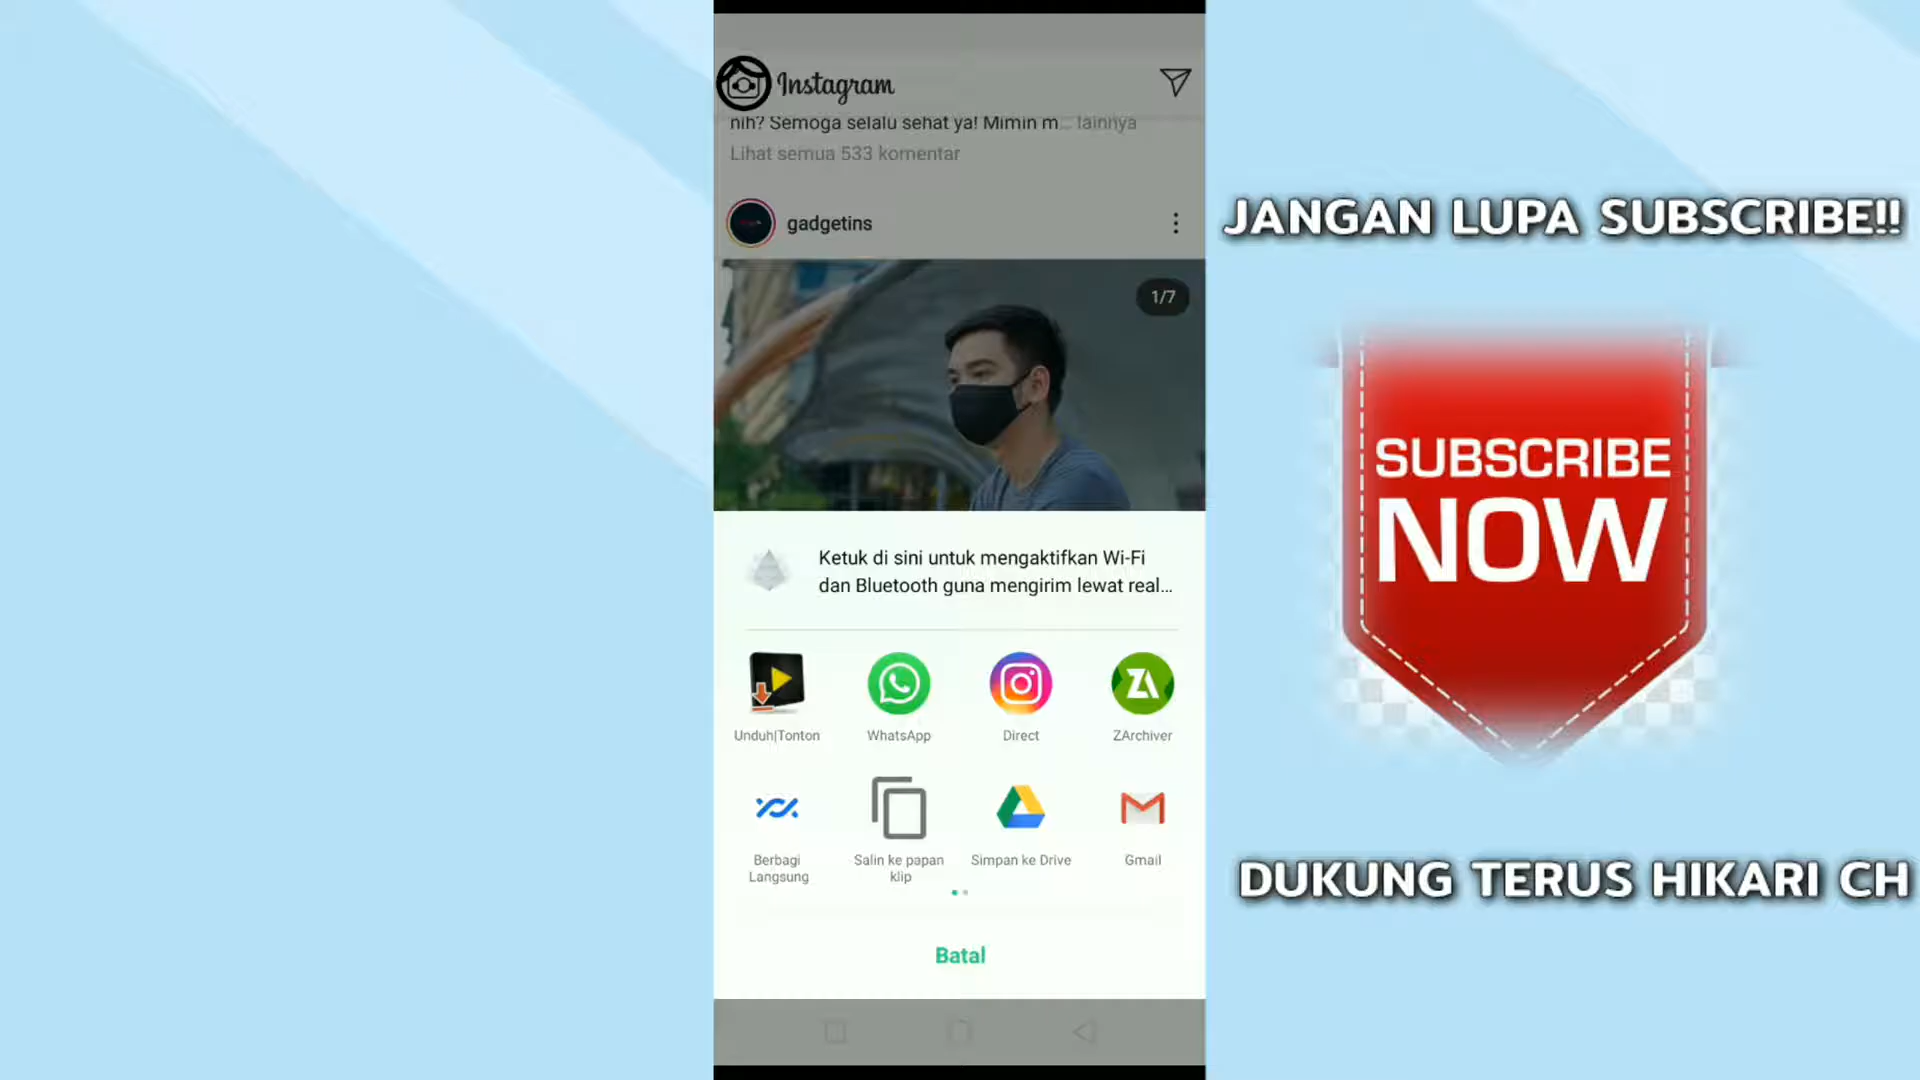 Instagram
nih? Semoga selalu sehat ya! Mimin m... lainnya
Lihat semua 533 komentar
gadgetins
1/7
Ketuk di sini untuk mengaktifkan Wi-Fi
dan Bluetooth guna mengirim lewat real...
Unduh|Tonton
WhatsApp
Direct
ZArchiver
Berbagi
Langsung
Salin ke papan
klip
Simpan ke Drive
Gmail
Batal
JANGAN LUPA SUBSCRIBE!!
SUBSCRIBE
NOW
DUKUNG TERUS HIKARI CH